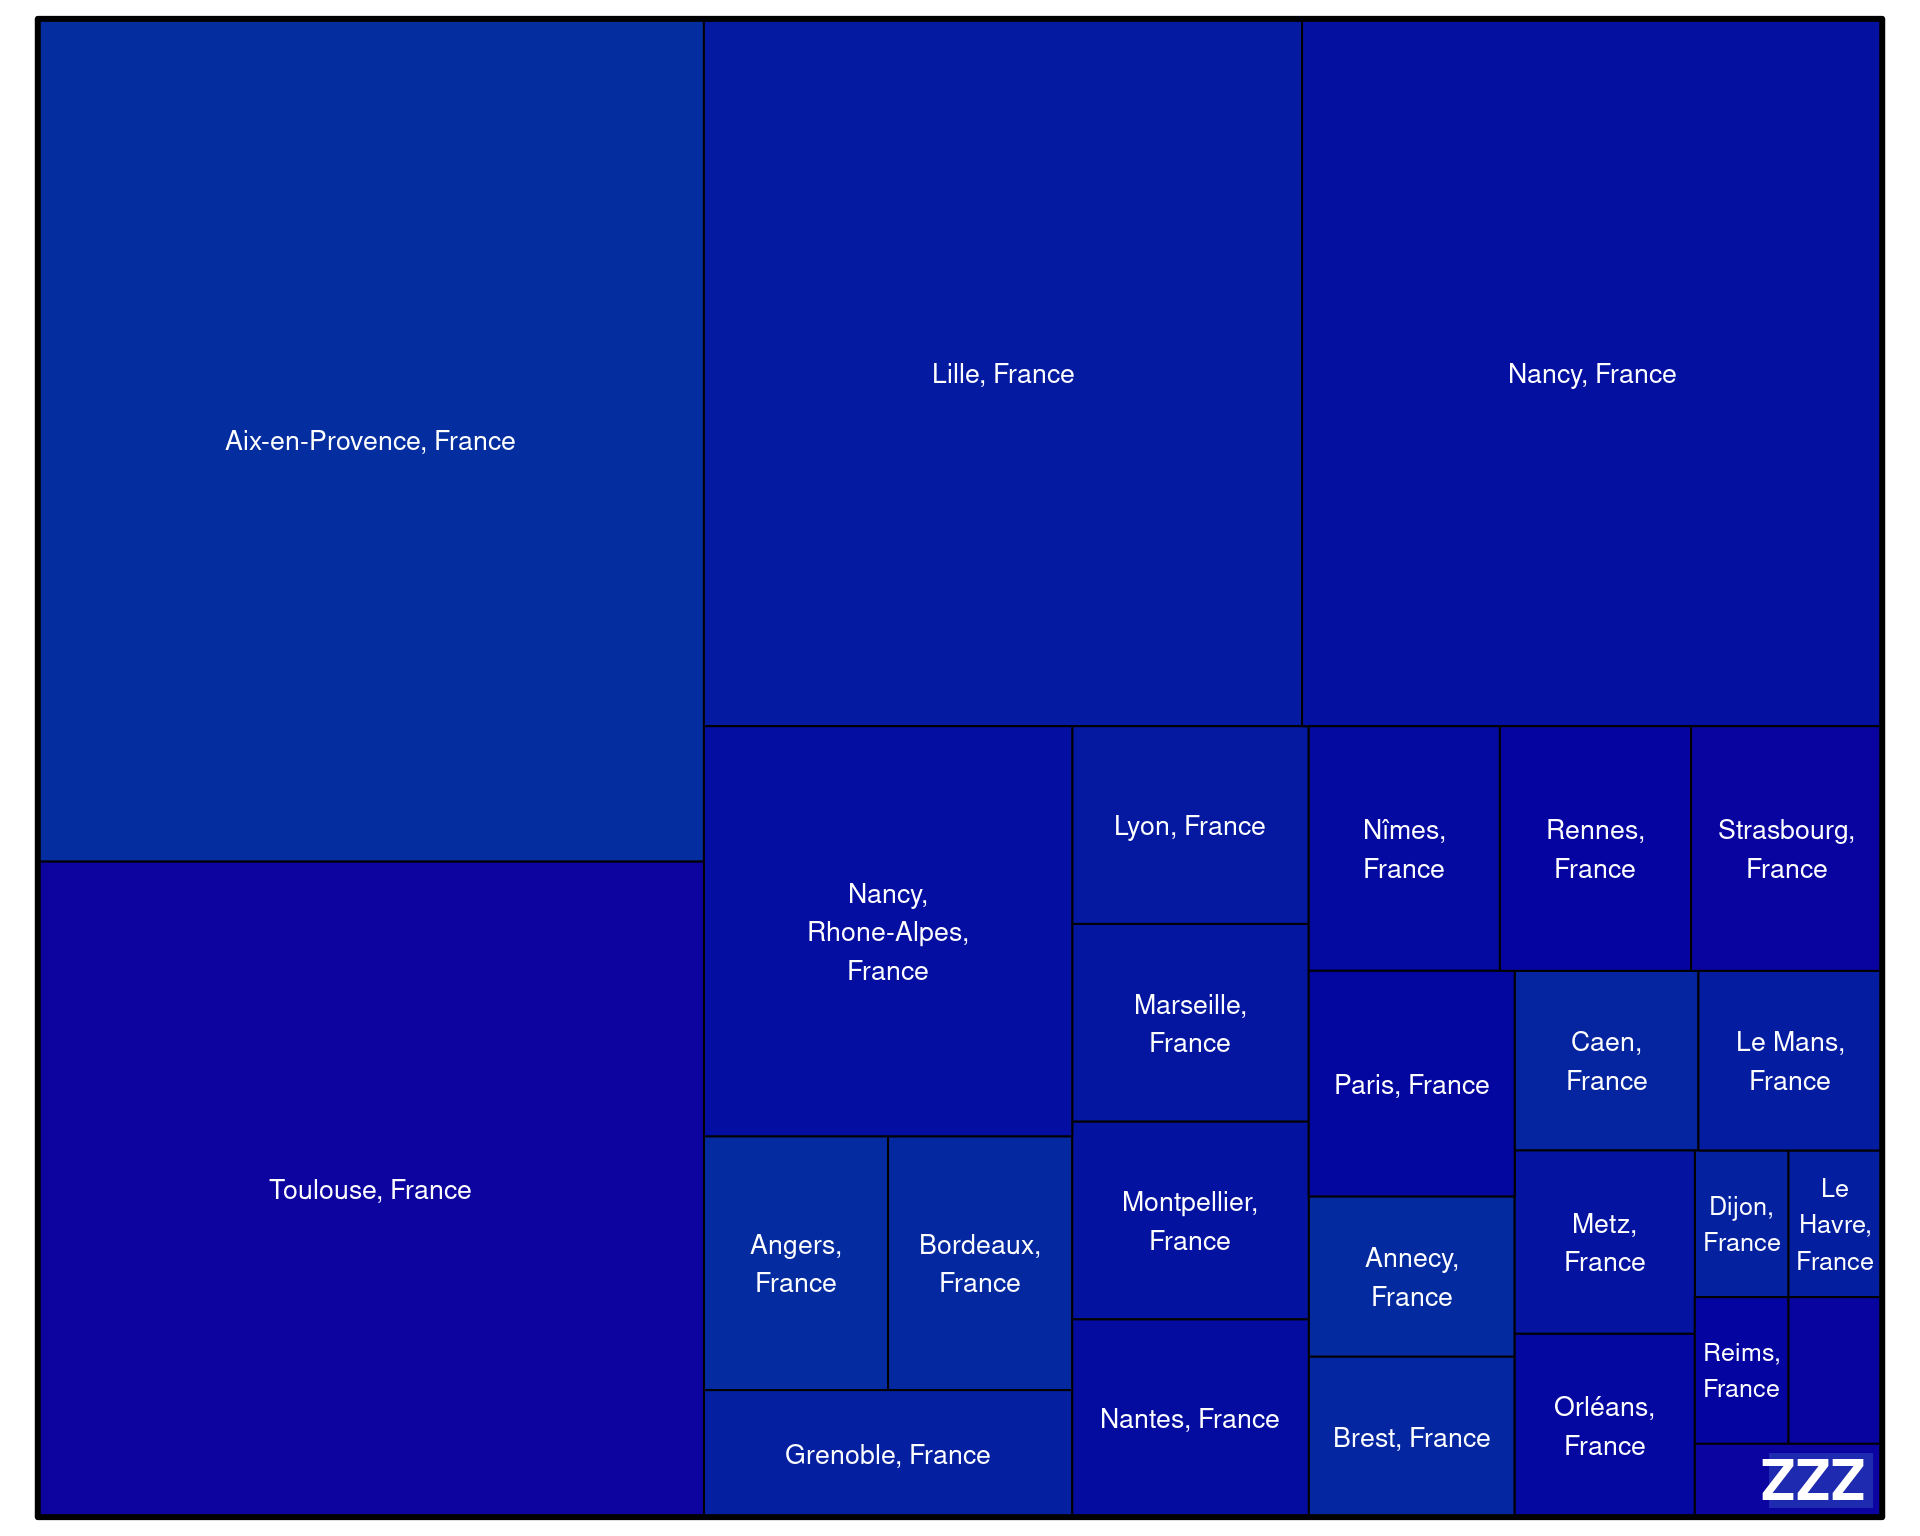 Aix-en-Provence, France
Toulouse, France
Lille, France
Nancy, France
Nancy,
Rhone-Alpes,
France
Angers,
France
Bordeaux,
France
Grenoble, France
Lyon, France
Marseille,
France
Montpellier,
France
Nantes, France
Nîmes,
France
Rennes,
France
Strasbourg,
France
Paris, France
Annecy,
France
Brest, France
Caen,
France
Le Mans,
France
Metz,
France
Orléans,
France
Dijon,
France
Le
Havre,
France
Reims,
France
ZZZ